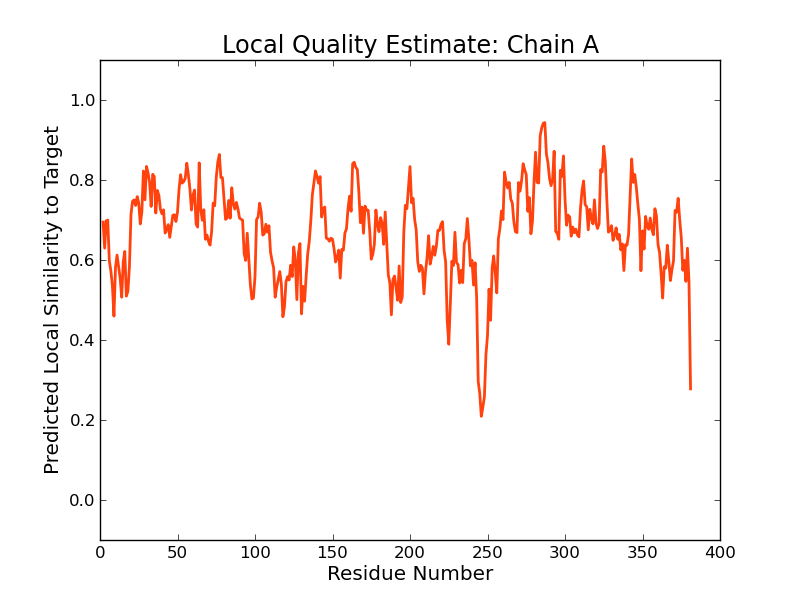 Local Quality Estimate: Chain A
Predicted Local Similarity to Target
1.0
0.8
0.6
0.4
0.2
0.0
0 50 100 150 200 250 300 350 400
Residue Number